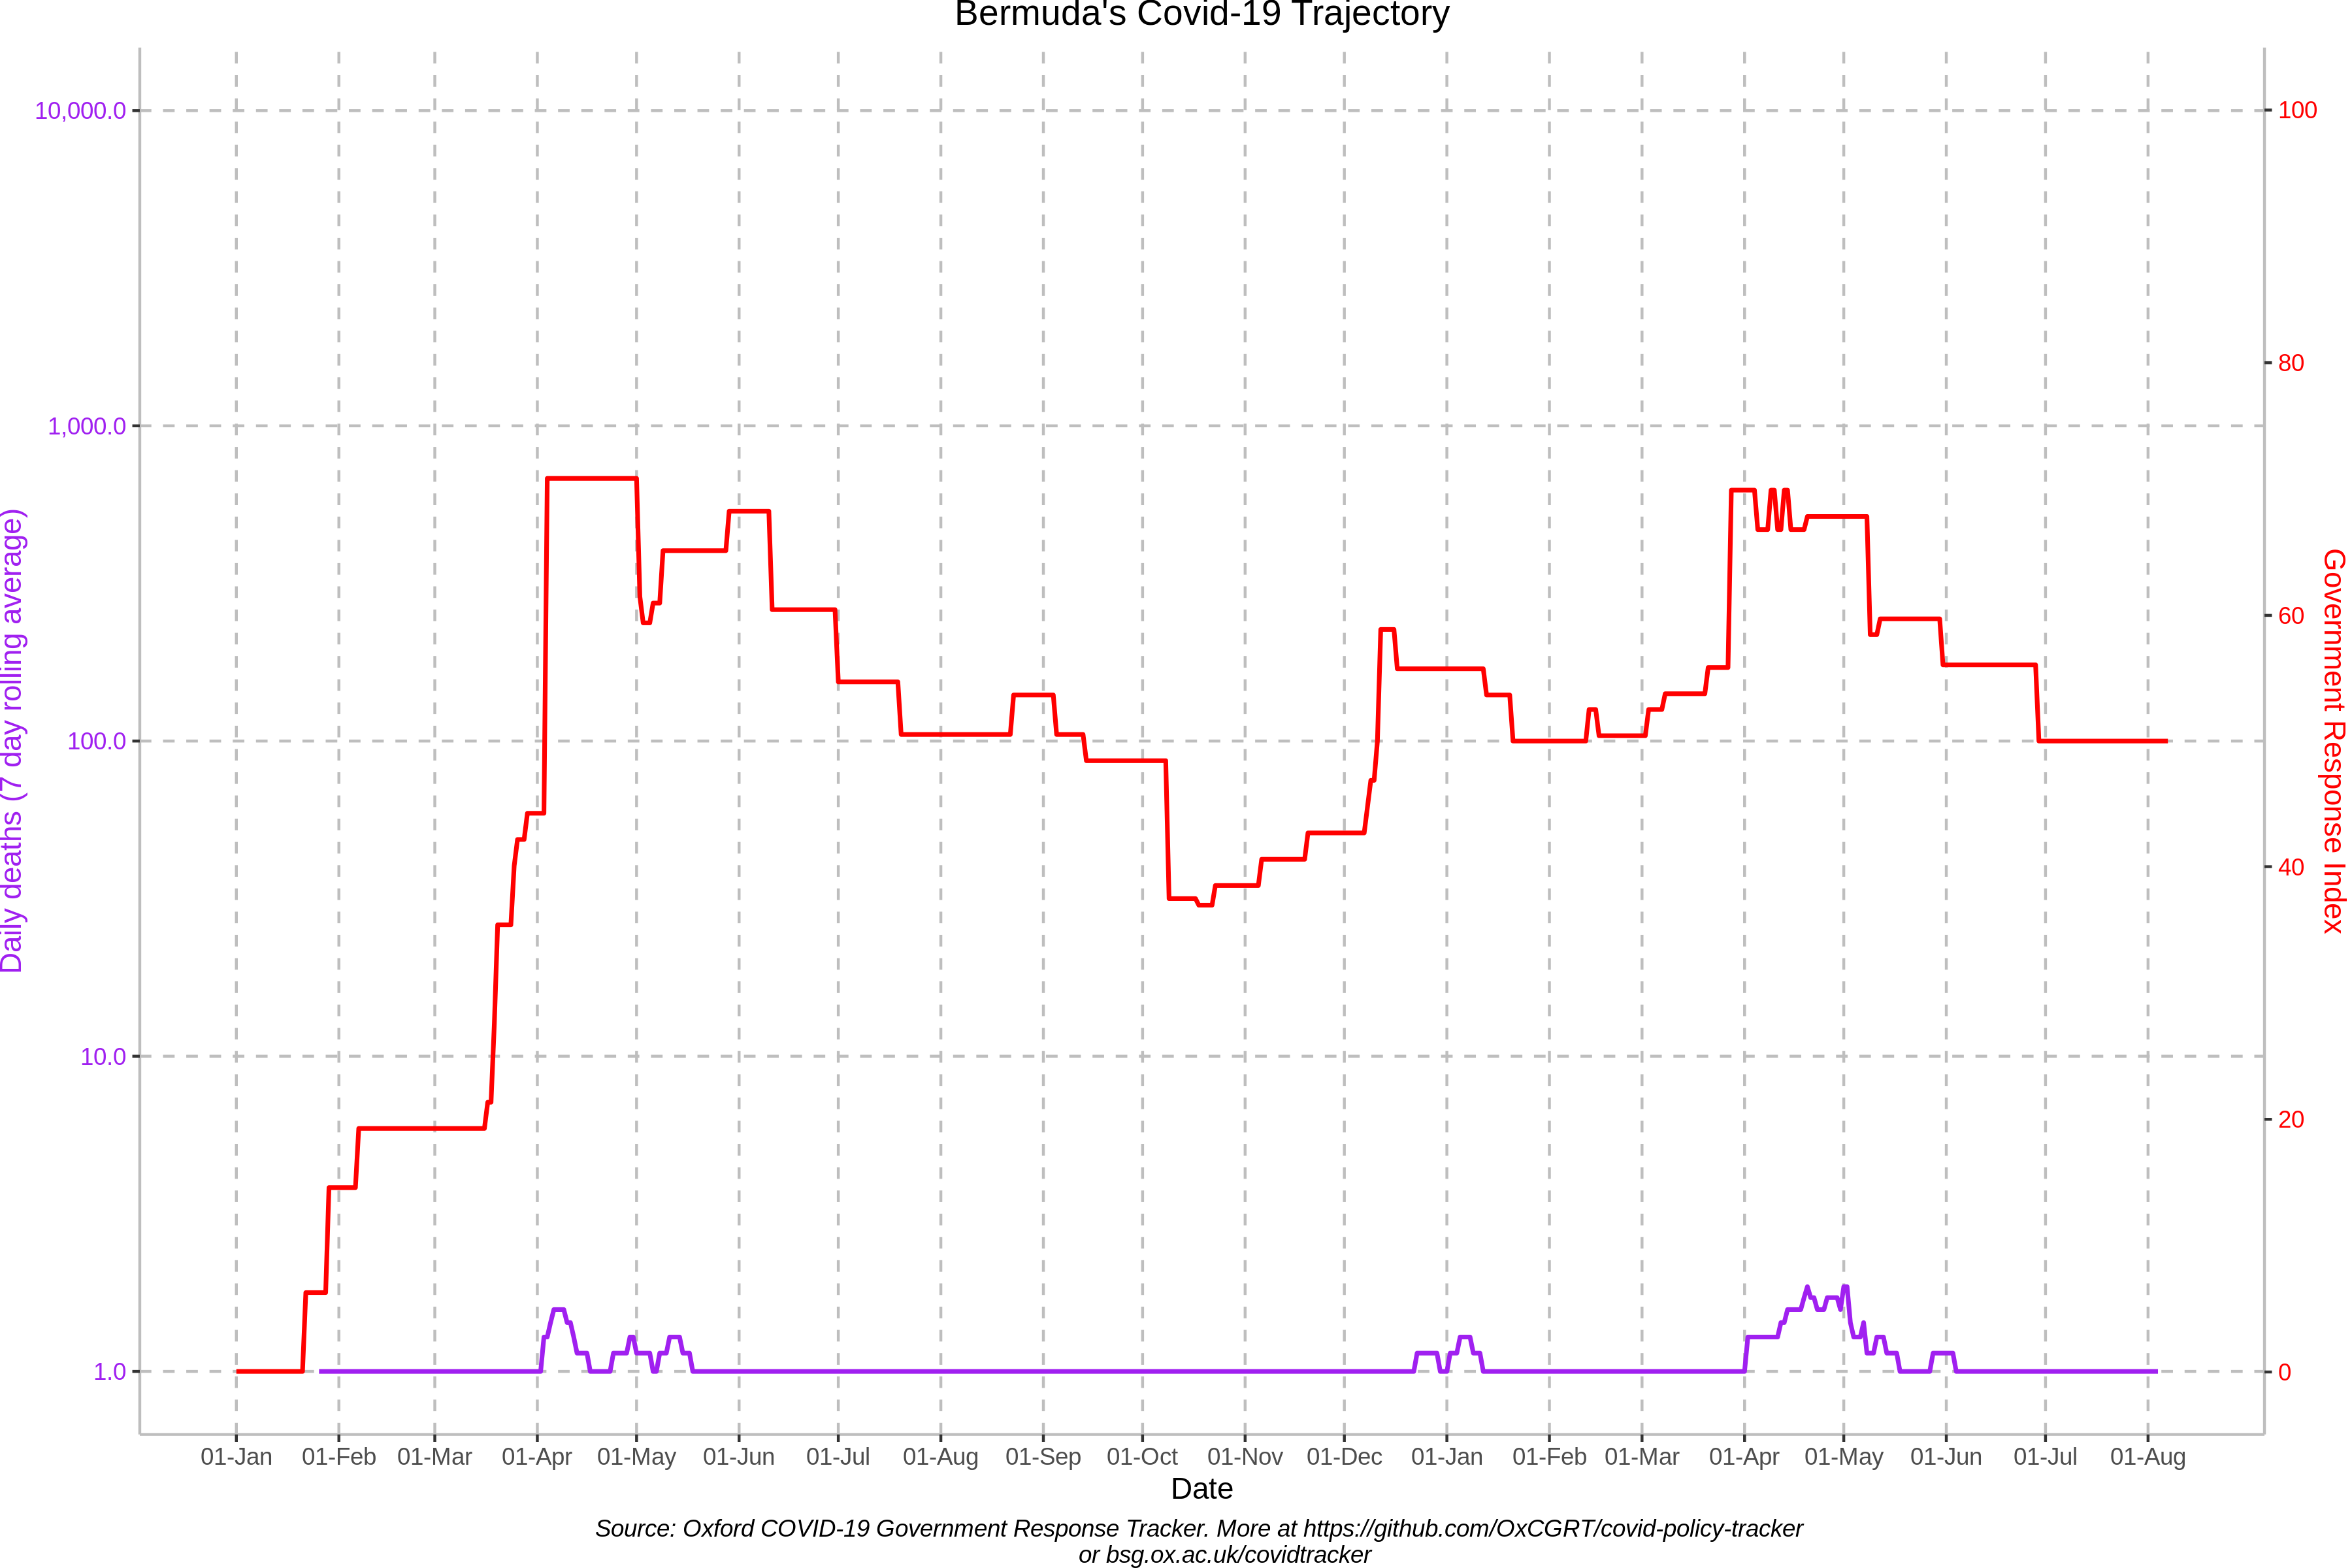 Bermuda's Covid-19 Trajectory
10,000.0
1,000.0
100.0
10.0
1.0
Daily deaths (7 day rolling average)
100
80
60
40
20
0
Government Response Index
01-Jan 01-Feb 01-Mar 01-Apr 01-May 01-Jun 01-Jul 01-Aug 01-Sep 01-Oct 01-Nov 01-Dec 01-Jan 01-Feb 01-Mar 01-Apr 01-May 01-Jun 01-Jul 01-Aug
Date
Source: Oxford COVID-19 Government Response Tracker. More at https://github.com/OxCGRT/covid-policy-tracker
or bsg.ox.ac.uk/covidtracker